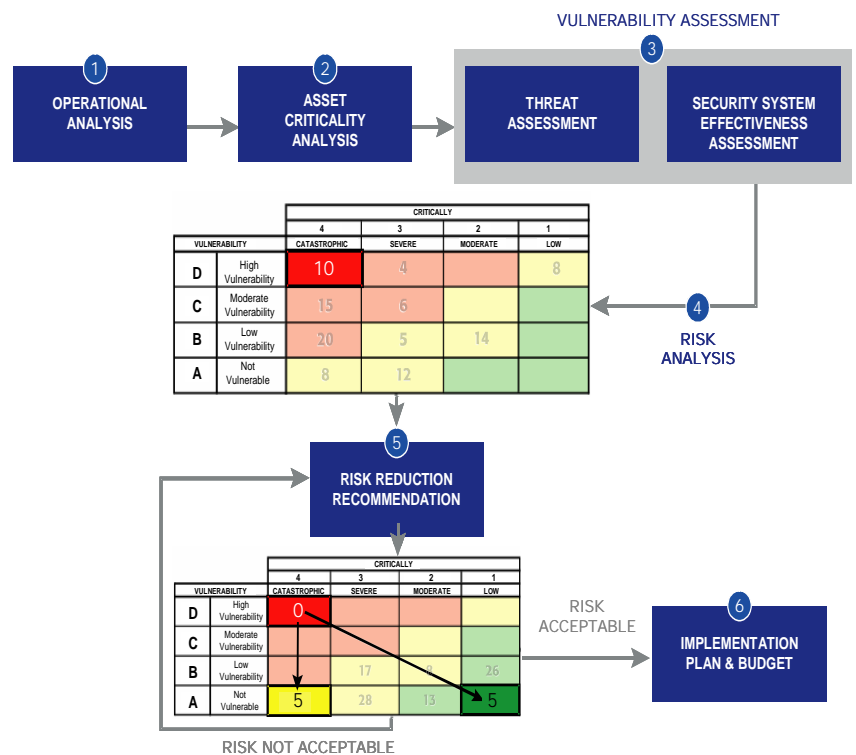 VULNERABILITY ASSESSMENT
1
OPERATIONAL
ANALYSIS
2
ASSET
CRITICALITY
ANALYSIS
3
THREAT
ASSESSMENT
SECURITY SYSTEM
EFFECTIVENESS
ASSESSMENT
CRITICALLY
4 3 2 1
VULNERABILITY CATASTROPHIC SEVERE MODERATE LOW
D High Vulnerability 10 4 8
C Moderate Vulnerability 15 6
B Low Vulnerability 20 5 14
A Not Vulnerable 8 12
4
RISK
ANALYSIS
5
RISK REDUCTION
RECOMMENDATION
CRITICALLY
4 3 2 1
VULNERABILITY CATASTROPHIC SEVERE MODERATE LOW
D High Vulnerability 0
C Moderate Vulnerability
B Low Vulnerability 17 26
A Not Vulnerable 5 28 13 5
RISK
ACCEPTABLE
6
IMPLEMENTATION
PLAN & BUDGET
RISK NOT ACCEPTABLE